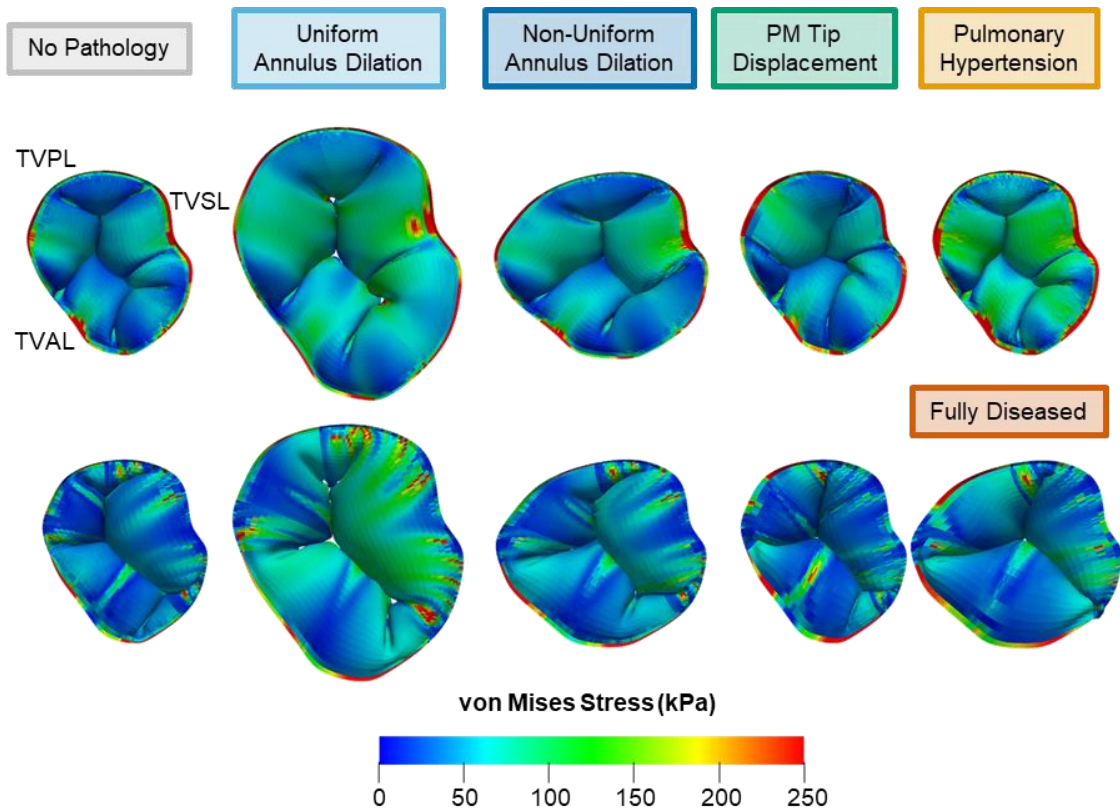 No Pathology
Uniform
Annulus Dilation
Non-Uniform
Annulus Dilation
PM Tip
Displacement
Pulmonary
Hypertension
TVPL
TVSL
TVAL
Fully Diseased
von Mises Stress (kPa)
0 50 100 150 200 250